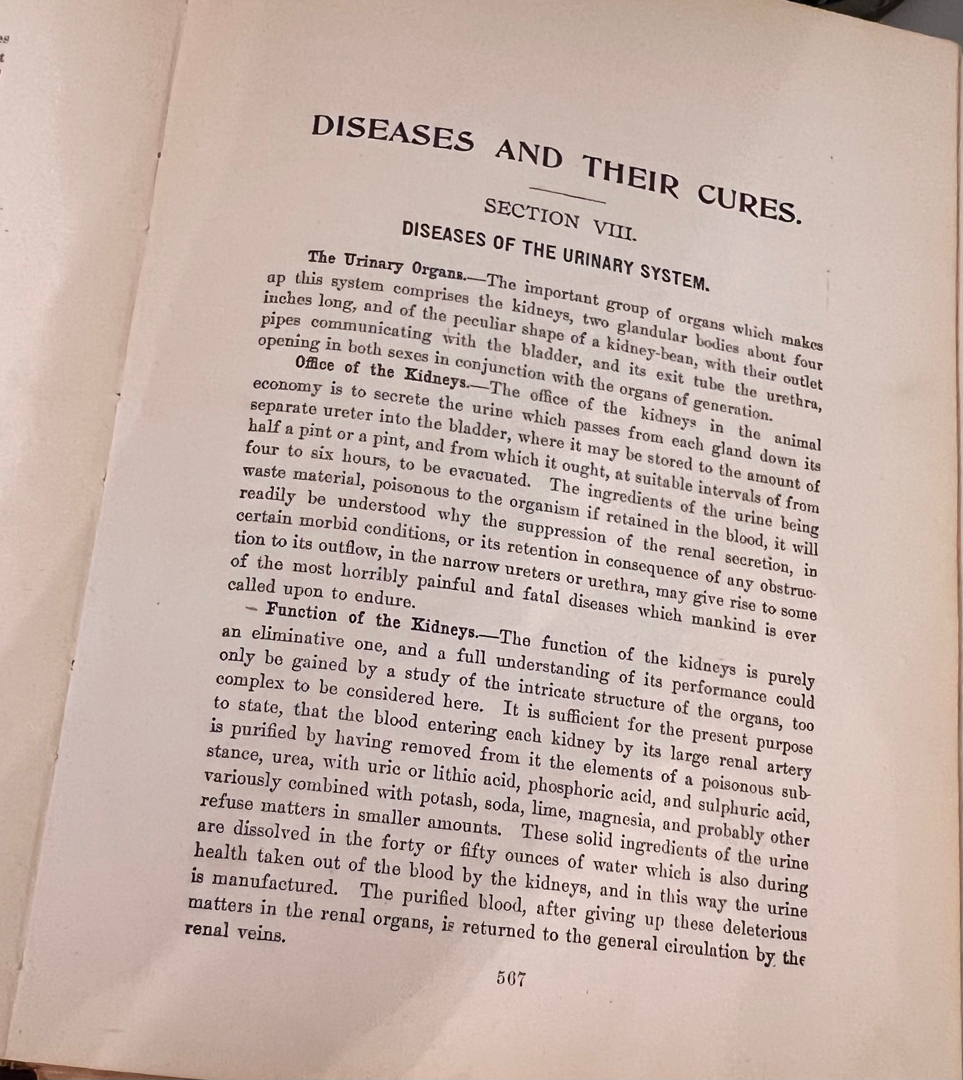 es
t
DISEASES AND THEIR CURES.
SECTION VIII.
DISEASES OF THE URINARY SYSTEM.
The Urinary Organs.—The important group of organs which makes
ap this system comprises the kidneys, two glandular bodies about four
inches long, and of the peculiar shape of a kidney-bean, with their outlet
pipes communicating with the bladder, and its exit tube the urethra,
opening in both sexes in conjunction with the organs of generation.
Office of the Kidneys.—The office of the kidneys in the animal
economy is to secrete the urine which passes from each gland down its
separate ureter into the bladder, where it may be stored to the amount of
half a pint or a pint, and from which it ought, at suitable intervals of from
four to six hours, to be evacuated. The ingredients of the urine being
waste material, poisonous to the organism if retained in the blood, it will
readily be understood why the suppression of the renal secretion, in
certain morbid conditions, or its retention in consequence of any obstruc-
tion to its outflow, in the narrow ureters or urethra, may give rise to some
of the most horribly painful and fatal diseases which mankind is ever
called upon to endure.
– Function of the Kidneys.—The function of the kidneys is purely
an eliminative one, and a full understanding of its performance could
only be gained by a study of the intricate structure of the organs, too
complex to be considered here. It is sufficient for the present purpose
to state, that the blood entering each kidney by its large renal artery
is purified by having removed from it the elements of a poisonous sub-
stance, urea, with uric or lithic acid, phosphoric acid, and sulphuric acid,
variously combined with potash, soda, lime, magnesia, and probably other
refuse matters in smaller amounts. These solid ingredients of the urine
are dissolved in the forty or fifty ounces of water which is also during
health taken out of the blood by the kidneys, and in this way the urine
is manufactured. The purified blood, after giving up these deleterious
matters in the renal organs, is returned to the general circulation by the
renal veins.
567